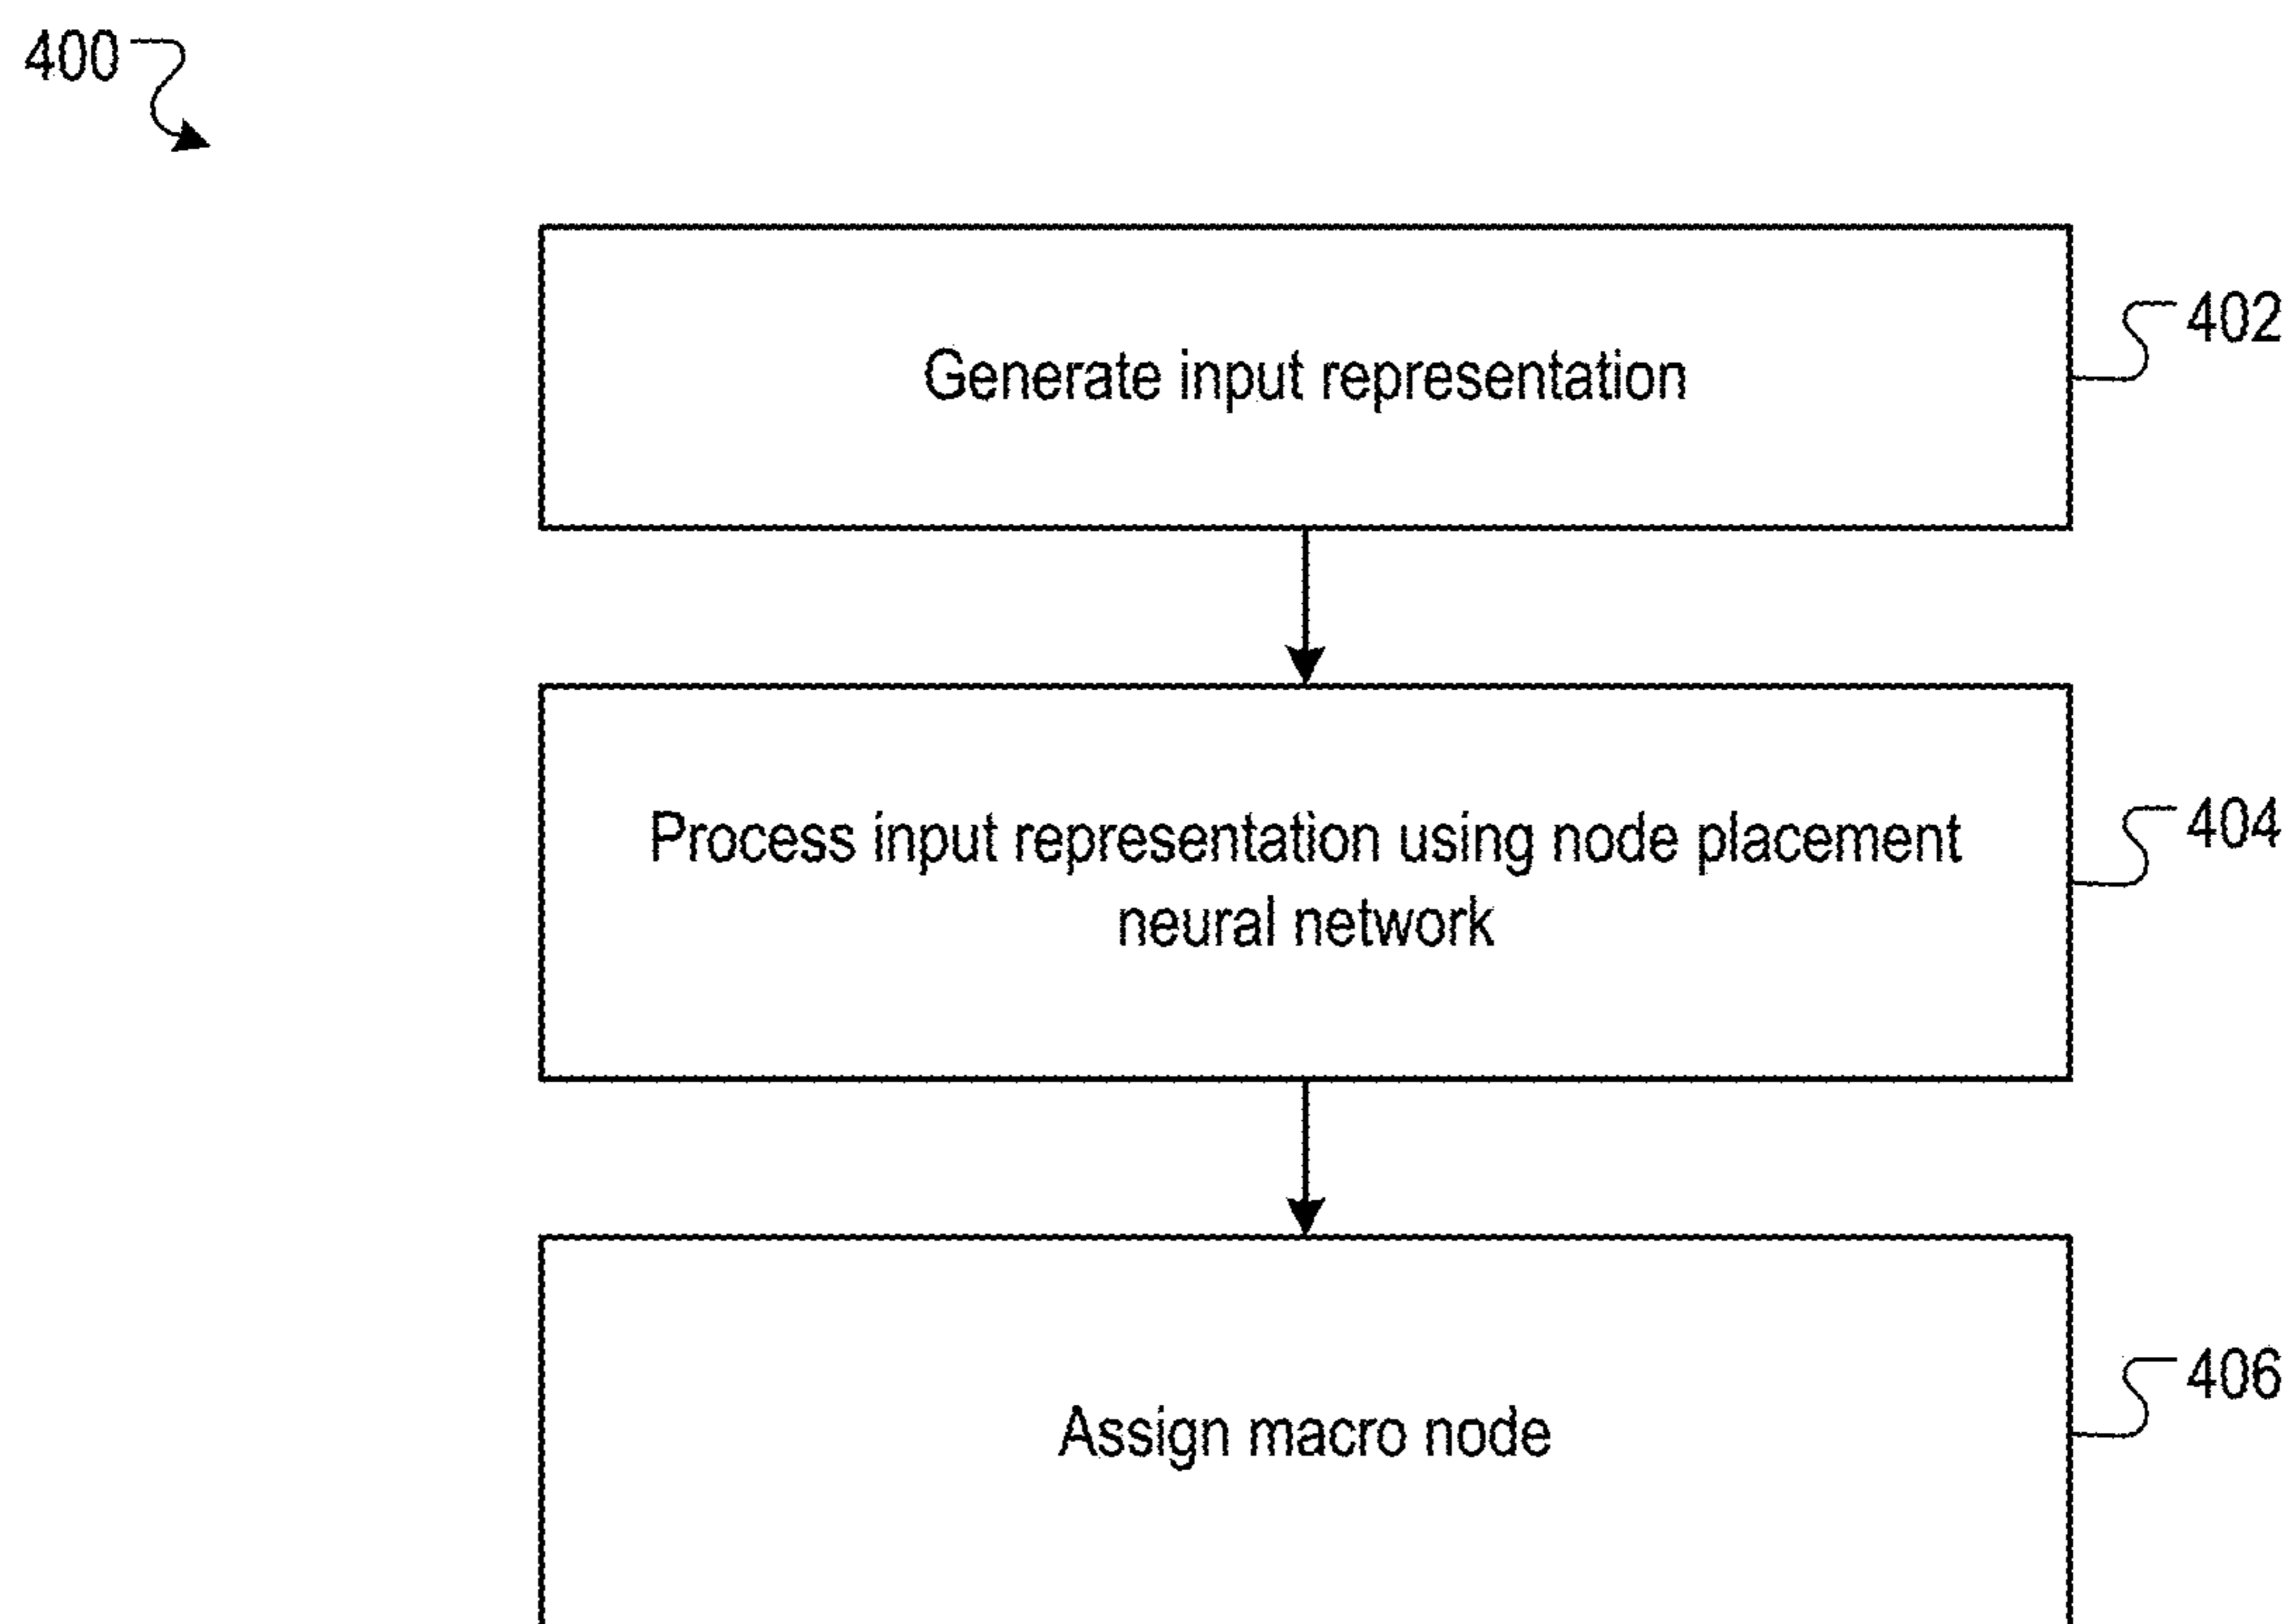 400
Generate input representation
402
Process input representation using node placement
neural network
404
Assign macro node
406